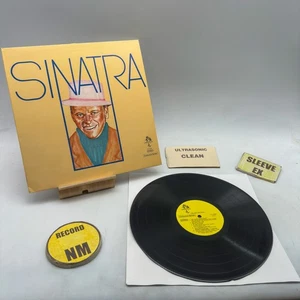 SINATRA
ULTRASONIC
CLEAN
SLEEVE
EX
RECORD
NM